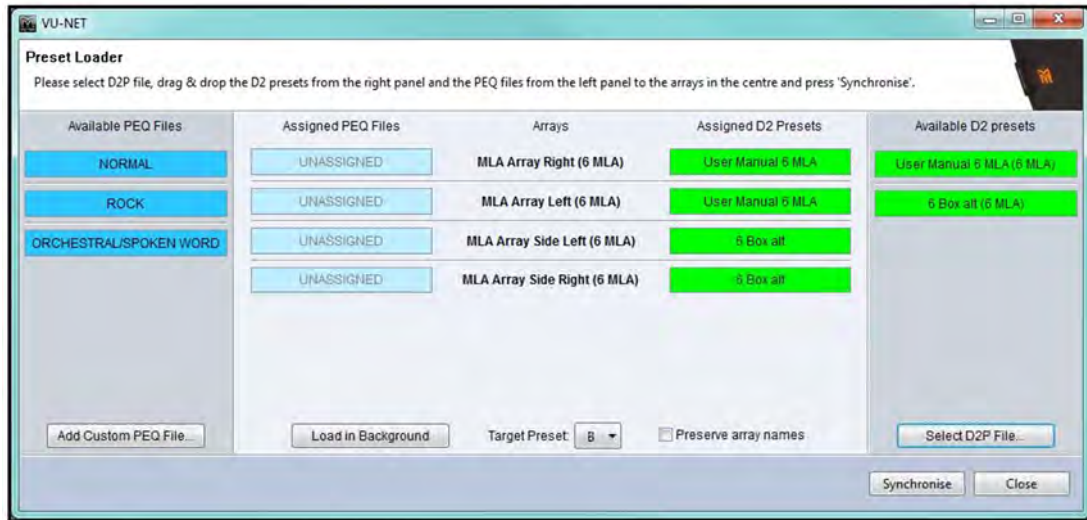 VU-NET
Preset Loader
Please select D2P file, drag & drop the D2 presets from the right panel and the PEQ files from the left panel to the arrays in the centre and press 'Synchronise'.
Available PEQ Files Assigned PEQ Files Arrays Assigned D2 Presets Available D2 presets
NORMAL UNASSIGNED MLA Array Right (6 MLA) User Manual 6 MLA User Manual 6 MLA (6 MLA)
ROCK UNASSIGNED MLA Array Left (6 MLA) User Manual 6 MLA 6 Box alt (6 MLA)
ORCHESTRAL/SPOKEN WORD UNASSIGNED MLA Array Side Left (6 MLA) 6 Box alt
UNASSIGNED MLA Array Side Right (6 MLA) 6 Box alt
Add Custom PEQ File... Load in Background Target Preset: B Preserve array names Select D2P File...
Synchronise Close